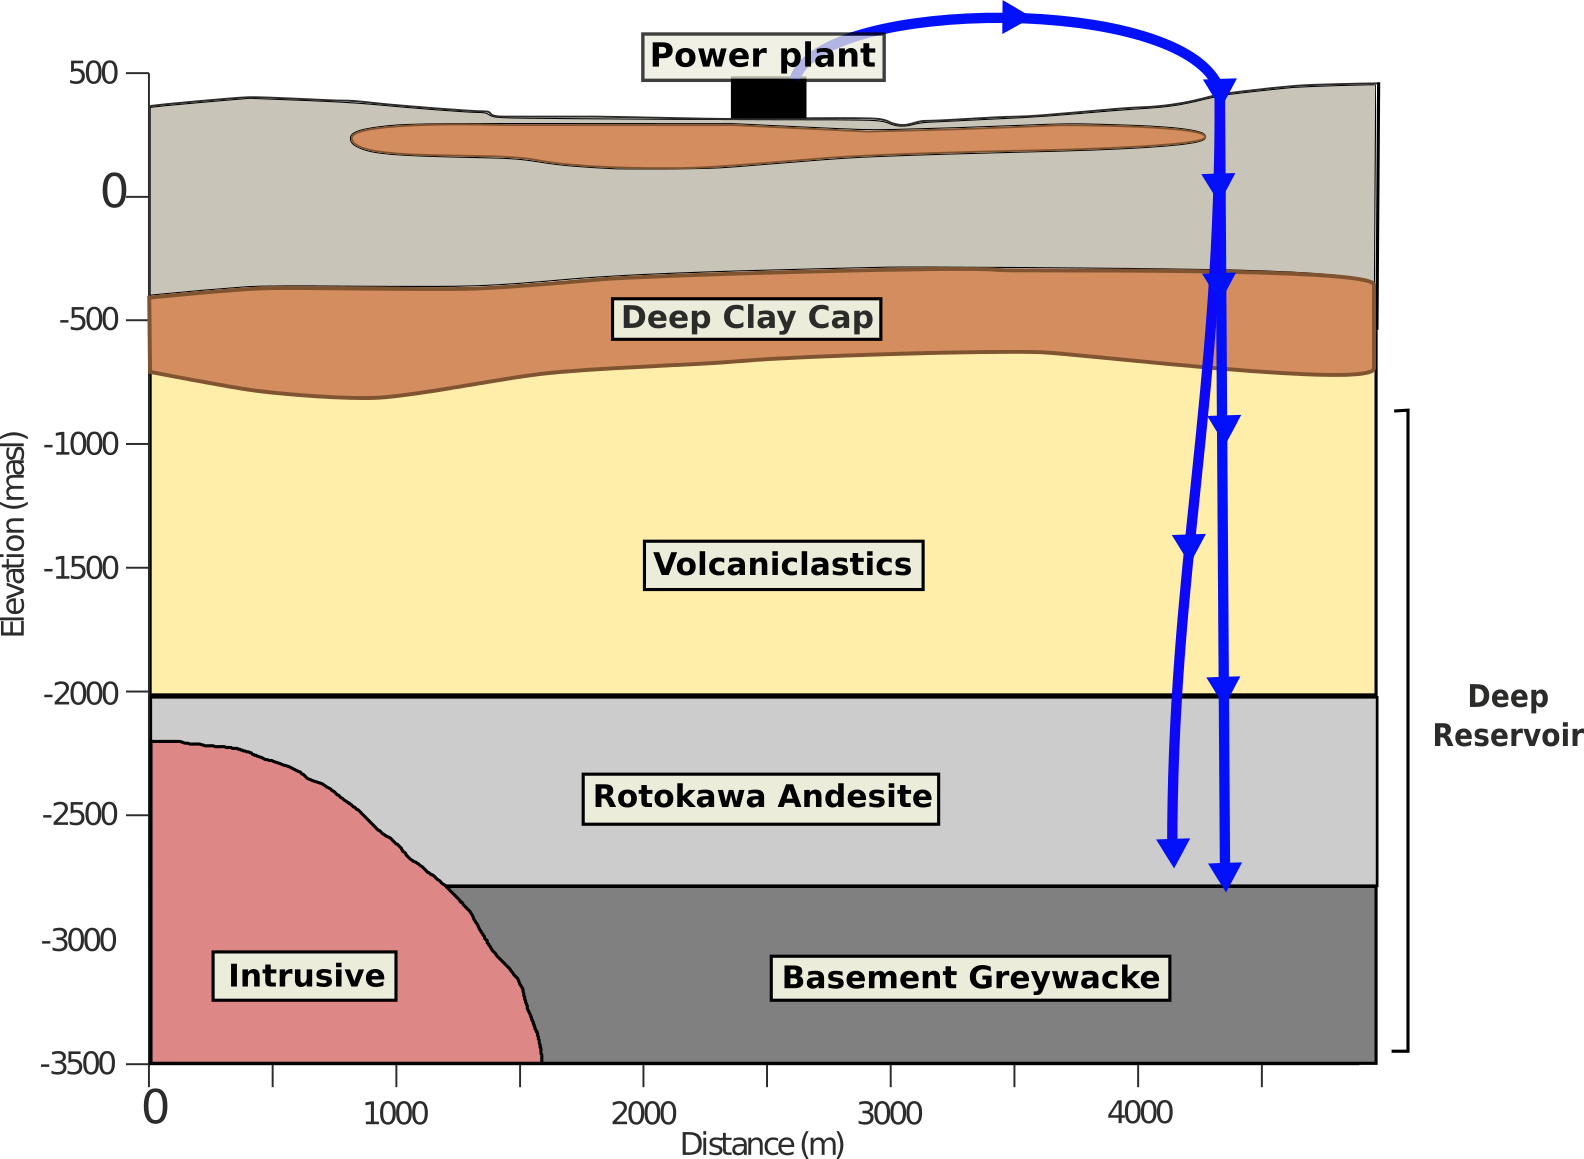 Power plant
500
0
-500
-1000
-1500
-2000
-2500
-3000
-3500
Elevation (masl)
Deep Clay Cap
Volcaniclastics
Rotokawa Andesite
Intrusive
Basement Greywacke
Deep
Reservoir
0
1000
2000
3000
4000
Distance (m)